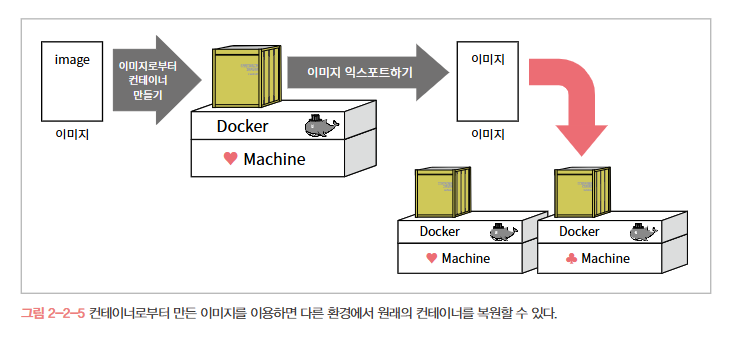 image
이미지
이미지로부터
컨테이너
만들기
Docker
♥ Machine
이미지 익스포트하기
이미지
이미지
Docker
♥ Machine
Docker
♣ Machine
그림 2-2-5 컨테이너로부터 만든 이미지를 이용하면 다른 환경에서 원래의 컨테이너를 복원할 수 있다.